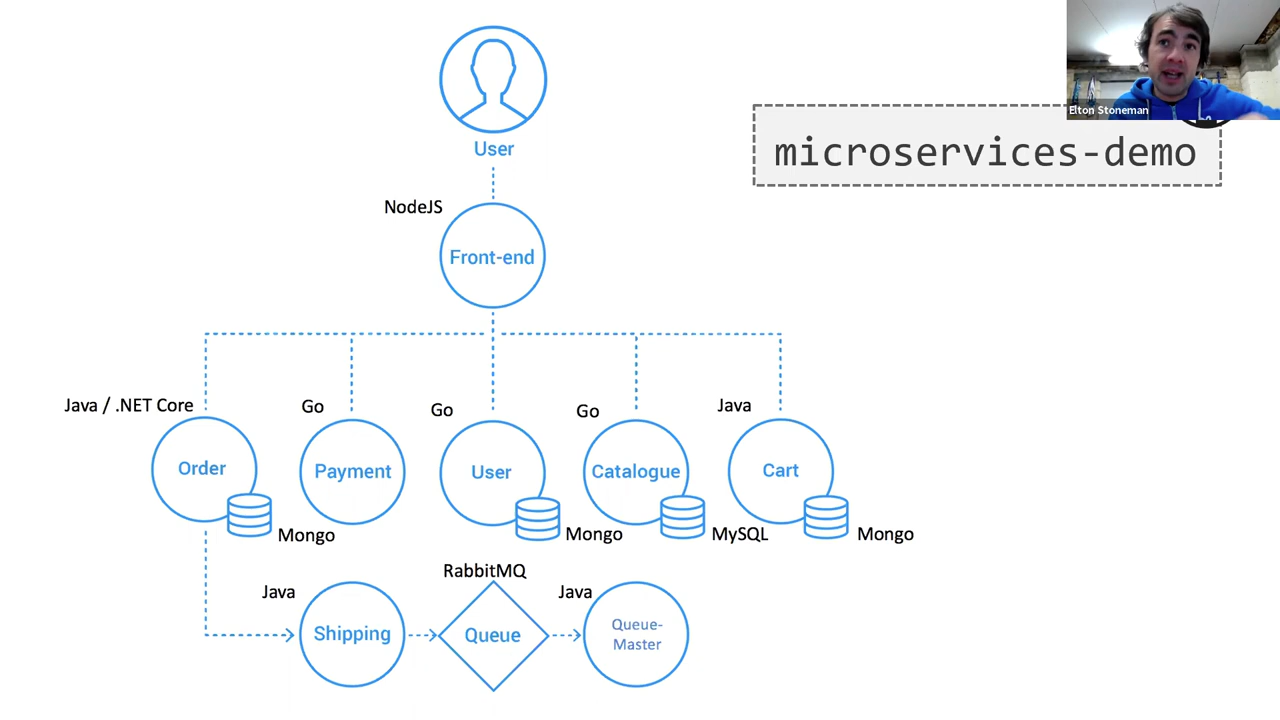 Elton Stoneman
microservices-demo
User
NodeJS
Front-end
Java / .NET Core
Go
Go
Go
Java
Order
Payment
User
Catalogue
Cart
Mongo
Mongo
MySQL
Mongo
RabbitMQ
Java
Java
Shipping
Queue
Queue-
Master